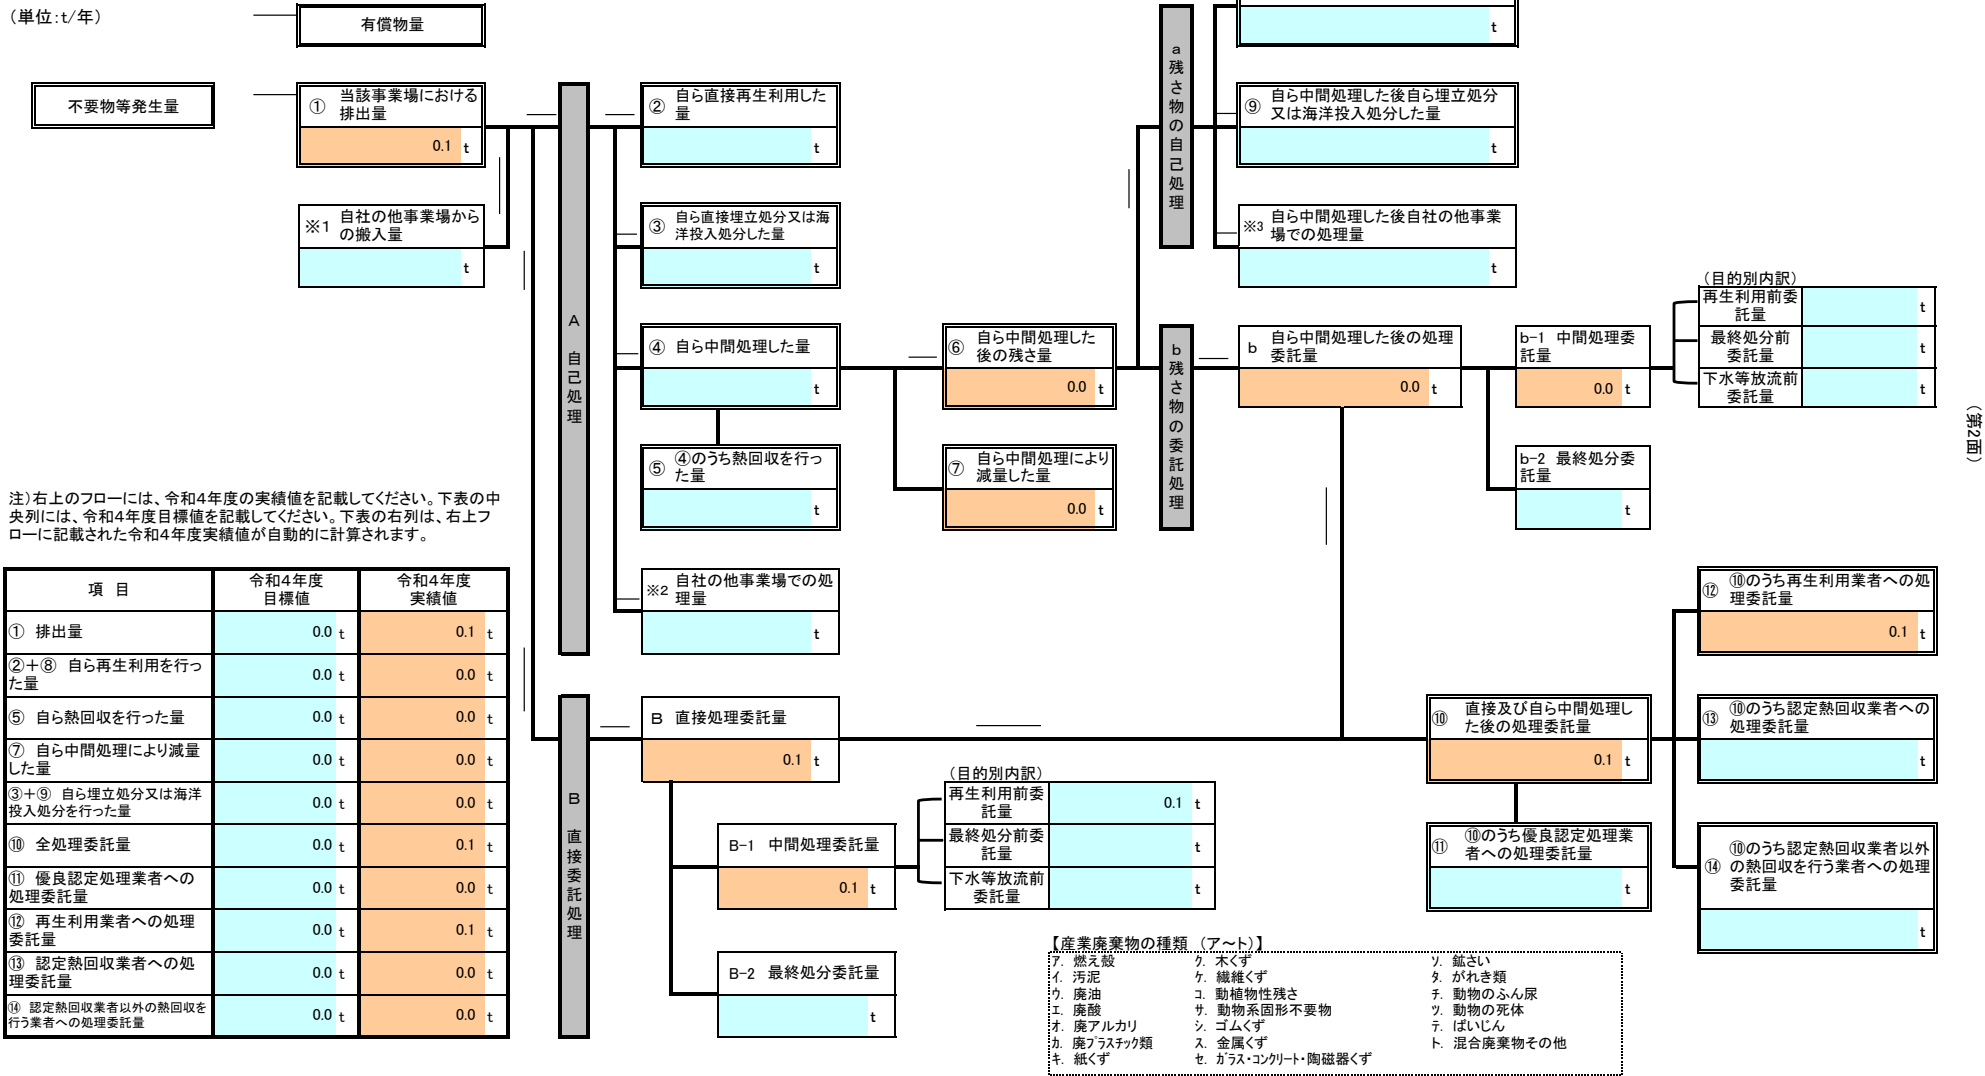 （単位:t/年）
有償物量
不要物等発生量
① 当該事業場における
排出量
0.1 t
※1 自社の他事業場から
の搬入量
t
A 自己処理
② 自ら直接再生利用した
量
t
③ 自ら直接埋立処分又は海
洋投入処分した量
t
④ 自ら中間処理した量
t
⑤ ④のうち熱回収を行っ
た量
t
※2 自社の他事業場での処
理量
t
⑥ 自ら中間処理した
後の残さ量
0.0 t
⑦ 自ら中間処理により
減量した量
0.0 t
a 残さ物の自己処理
t
⑨ 自ら中間処理した後自ら埋立処分
又は海洋投入処分した量
t
※3 自ら中間処理した後自社の他事業
場での処理量
t
b 残さ物の委託処理
b 自ら中間処理した後の処理
委託量
0.0 t
b-1 中間処理委
託量
0.0 t
b-2 最終処分委
託量
t
（目的別内訳）
再生利用前委
託量
t
最終処分前
委託量
t
下水等放流前
委託量
t
（第2面）
注）右上のフローには、令和4年度の実績値を記載してください。下表の中
央列には、令和4年度目標値を記載してください。下表の右列は、右上フ
ローに記載された令和4年度実績値が自動的に計算されます。
項 目 令和4年度
目標値 令和4年度
実績値
① 排出量 0.0 t 0.1 t
②＋⑧ 自ら再生利用を行っ
た量 0.0 t 0.0 t
⑤ 自ら熱回収を行った量 0.0 t 0.0 t
⑦ 自ら中間処理により減量
した量 0.0 t 0.0 t
③＋⑨ 自ら埋立処分又は海洋
投入処分を行った量 0.0 t 0.0 t
⑩ 全処理委託量 0.0 t 0.1 t
⑪ 優良認定処理業者への
処理委託量 0.0 t 0.0 t
⑫ 再生利用業者への処理
委託量 0.0 t 0.1 t
⑬ 認定熱回収業者への処
理委託量 0.0 t 0.0 t
⑭ 認定熱回収業者以外の熱回収を
行う業者への処理委託量 0.0 t 0.0 t
B 直接委託処理
B 直接処理委託量
0.1 t
B-1 中間処理委託量
0.1 t
B-2 最終処分委託量
t
（目的別内訳）
再生利用前委
託量
0.1 t
最終処分前委
託量
t
下水等放流前
委託量
t
⑩ 直接及び自ら中間処理し
た後の処理委託量
0.1 t
⑪ ⑩のうち優良認定処理業
者への処理委託量
t
⑫ ⑩のうち再生利用業者への処
理委託量
0.1 t
⑬ ⑩のうち認定熱回収業者への
処理委託量
t
⑭ ⑩のうち認定熱回収業者以外
の熱回収を行う業者への処理
委託量
t
【産業廃棄物の種類 （ア～ト）】
ア. 燃え殻
イ. 汚泥
ウ. 廃油
エ. 廃酸
オ. 廃アルカリ
カ. 廃プラスチック類
キ. 紙くず
ク. 木くず
ケ. 繊維くず
コ. 動植物性残さ
サ. 動物系固形不要物
シ. ゴムくず
ス. 金属くず
セ. ガラス・コンクリート・陶磁器くず
ソ. 鉱さい
タ. がれき類
チ. 動物のふん尿
ツ. 動物の死体
テ. ばいじん
ト. 混合廃棄物その他